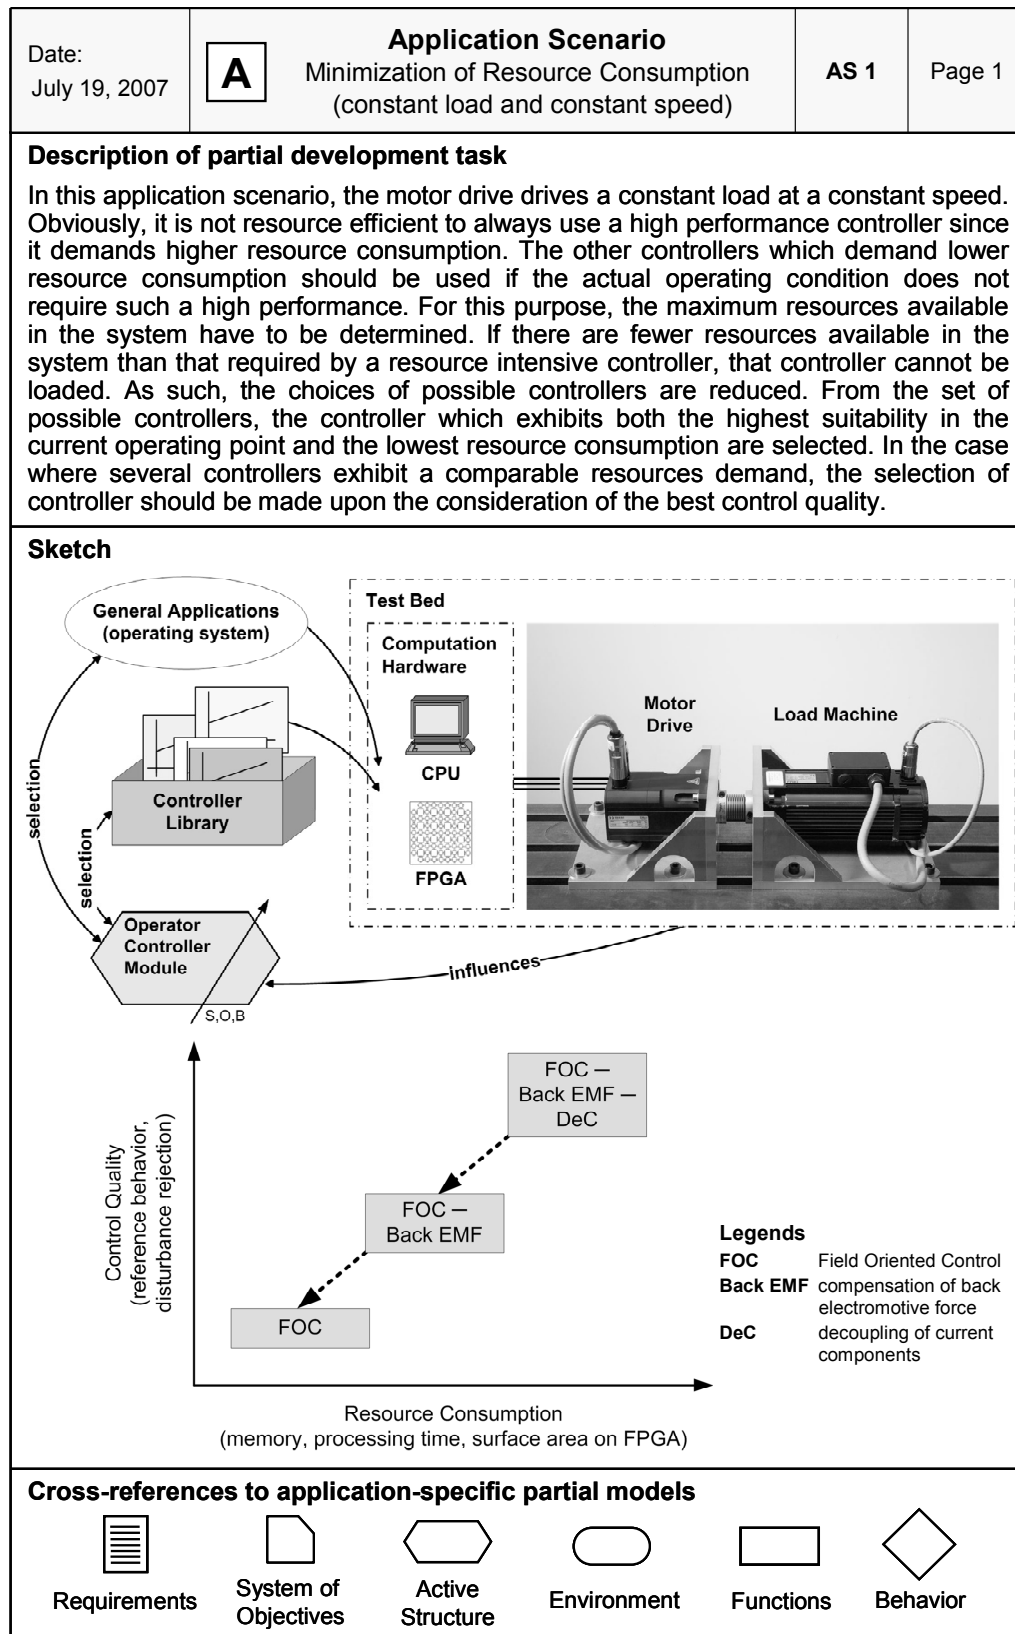 Date:
July 19, 2007
A
Application Scenario
Minimization of Resource Consumption
(constant load and constant speed)
AS 1
Page 1
Description of partial development task
In this application scenario, the motor drive drives a constant load at a constant speed.
Obviously, it is not resource efficient to always use a high performance controller since
it demands higher resource consumption. The other controllers which demand lower
resource consumption should be used if the actual operating condition does not
require such a high performance. For this purpose, the maximum resources available
in the system have to be determined. If there are fewer resources available in the
system than that required by a resource intensive controller, that controller cannot be
loaded. As such, the choices of possible controllers are reduced. From the set of
possible controllers, the controller which exhibits both the highest suitability in the
current operating point and the lowest resource consumption are selected. In the case
where several controllers exhibit a comparable resources demand, the selection of
controller should be made upon the consideration of the best control quality.
Sketch
General Applications
(operating system)
selection
selection
Controller
Library
Operator
Controller
Module
S,O,B
influences
Test Bed
Computation
Hardware
CPU
FPGA
Motor
Drive
Load Machine
Control Quality
(reference behavior,
disturbance rejection)
FOC –
Back EMF –
DeC
FOC –
Back EMF
FOC
Resource Consumption
(memory, processing time, surface area on FPGA)
Legends
FOC Field Oriented Control
Back EMF compensation of back
electromotive force
DeC decoupling of current
components
Cross-references to application-specific partial models
Requirements
System of
Objectives
Active
Structure
Environment
Functions
Behavior